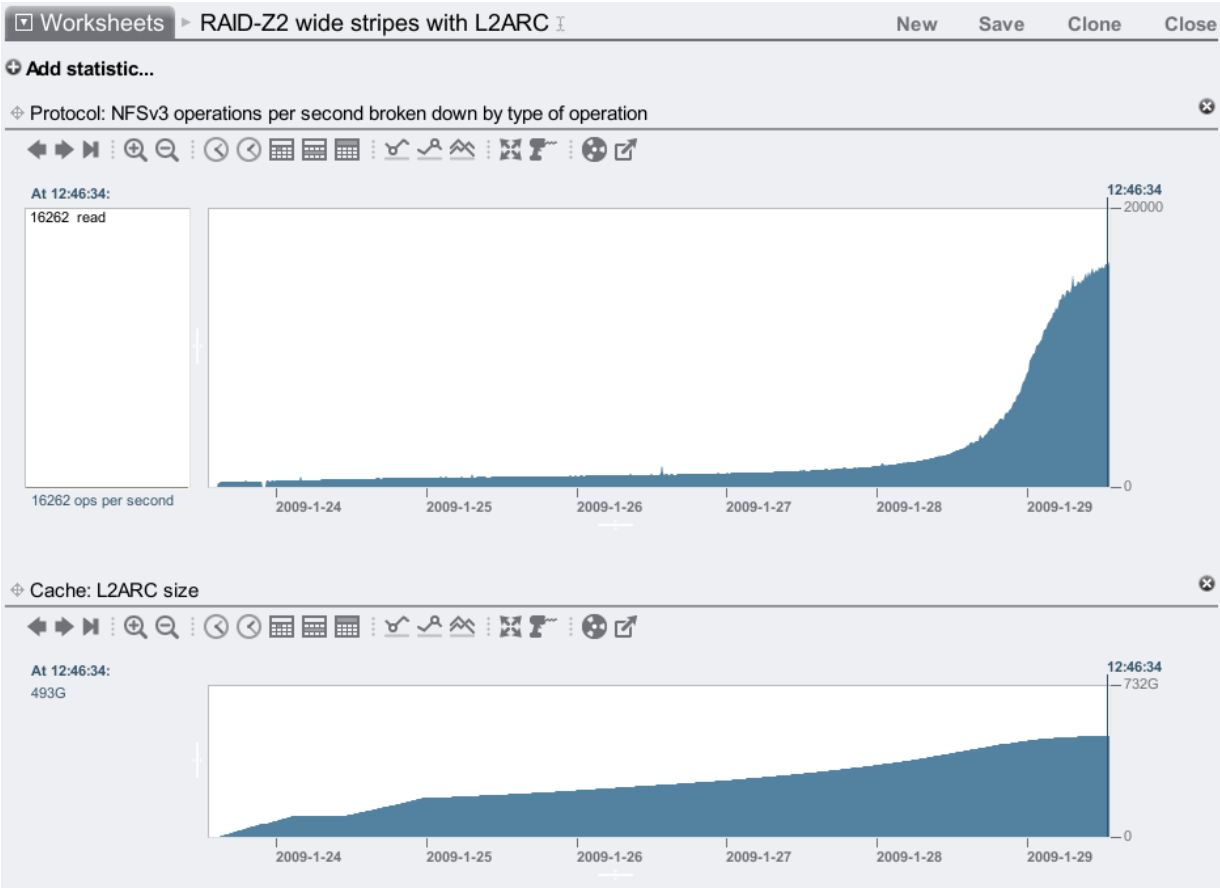 Worksheets RAID-Z2 wide stripes with L2ARC New Save Clone Close
Add statistic...
Protocol: NFSv3 operations per second broken down by type of operation
At 12:46:34: 12:46:34
16262 read 20000
16262 ops per second 0
2009-1-24 2009-1-25 2009-1-26 2009-1-27 2009-1-28 2009-1-29
Cache: L2ARC size
At 12:46:34: 12:46:34
493G 732G
0
2009-1-24 2009-1-25 2009-1-26 2009-1-27 2009-1-28 2009-1-29